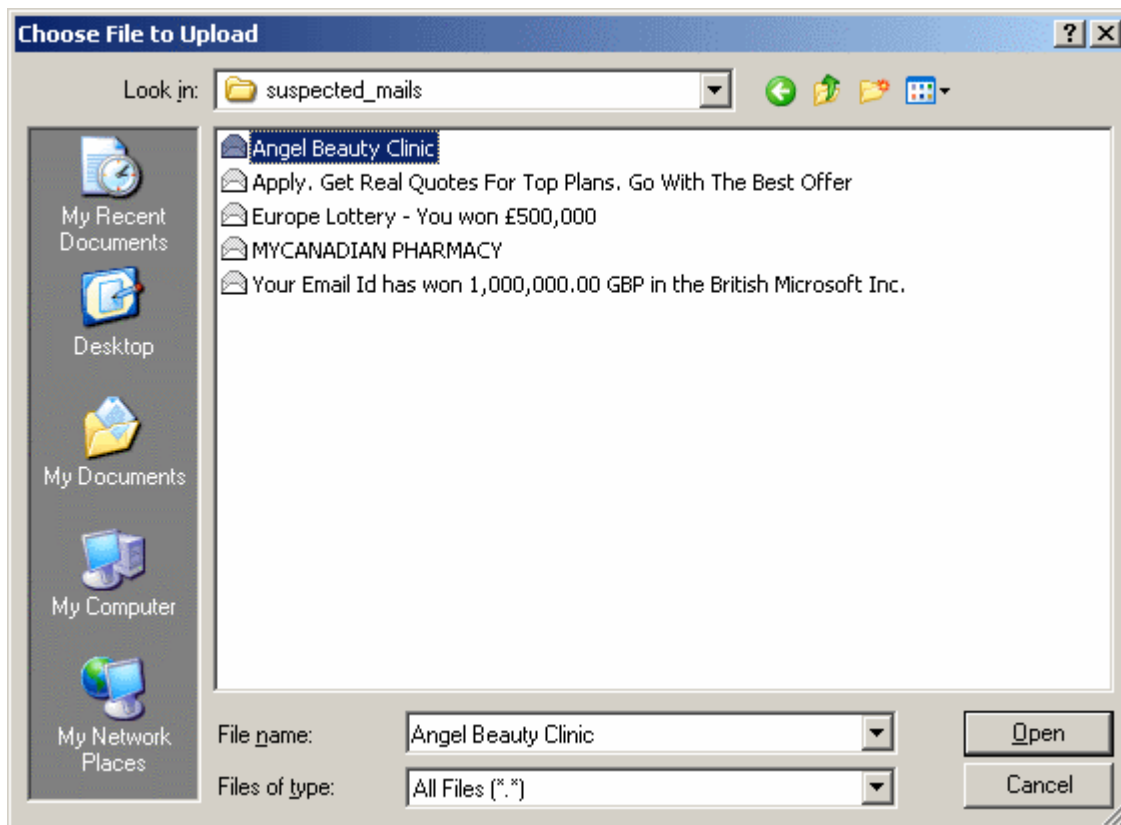 Choose File to Upload
Look in:
suspected_mails
My Recent
Documents
Desktop
My Documents
My Computer
My Network
Places
Angel Beauty Clinic
Apply. Get Real Quotes For Top Plans. Go With The Best Offer
Europe Lottery - You won £500,000
MYCANADIAN PHARMACY
Your Email Id has won 1,000,000.00 GBP in the British Microsoft Inc.
File name:
Angel Beauty Clinic
Open
Files of type:
All Files (*.*)
Cancel